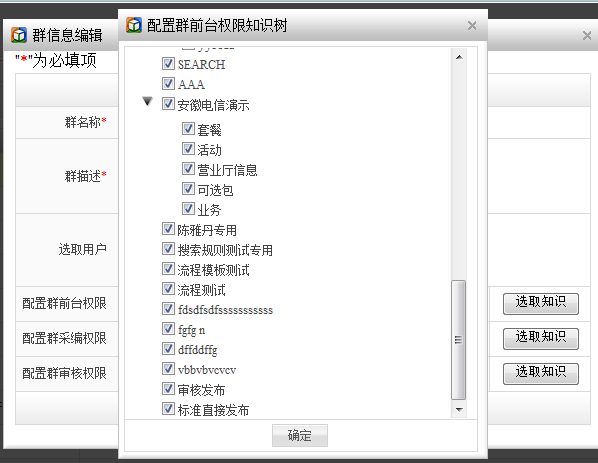 配置群前台权限知识树
群信息编辑
"*"为必填项
群名称*
群描述*
选取用户
配置群前台权限
选取知识
配置群采编权限
选取知识
配置群审核权限
选取知识
SEARCH
AAA
安徽电信演示
套餐
活动
营业厅信息
可选包
业务
陈雅丹专用
搜索规则测试专用
流程模板测试
流程测试
fdsfdsfdsfsssssssssss
fgfg n
dffddffg
vbbvbvcvcv
审核发布
标准直接发布
确定